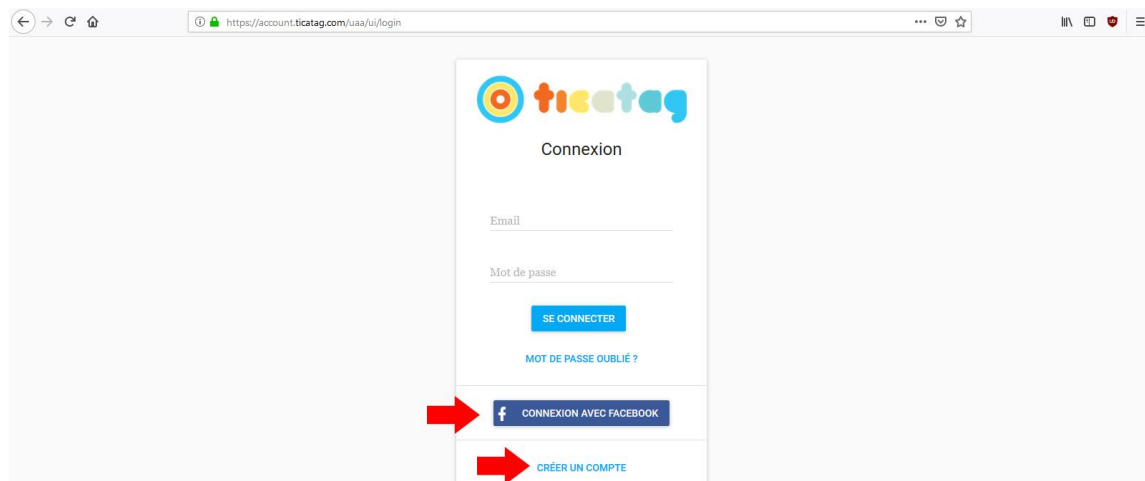 https://account.ticatag.com/uaa/ui/login
ticatag
Connexion
Email
Mot de passe
SE CONNECTER
MOT DE PASSE OUBLIÉ ?
f CONNEXION AVEC FACEBOOK
CRÉER UN COMPTE